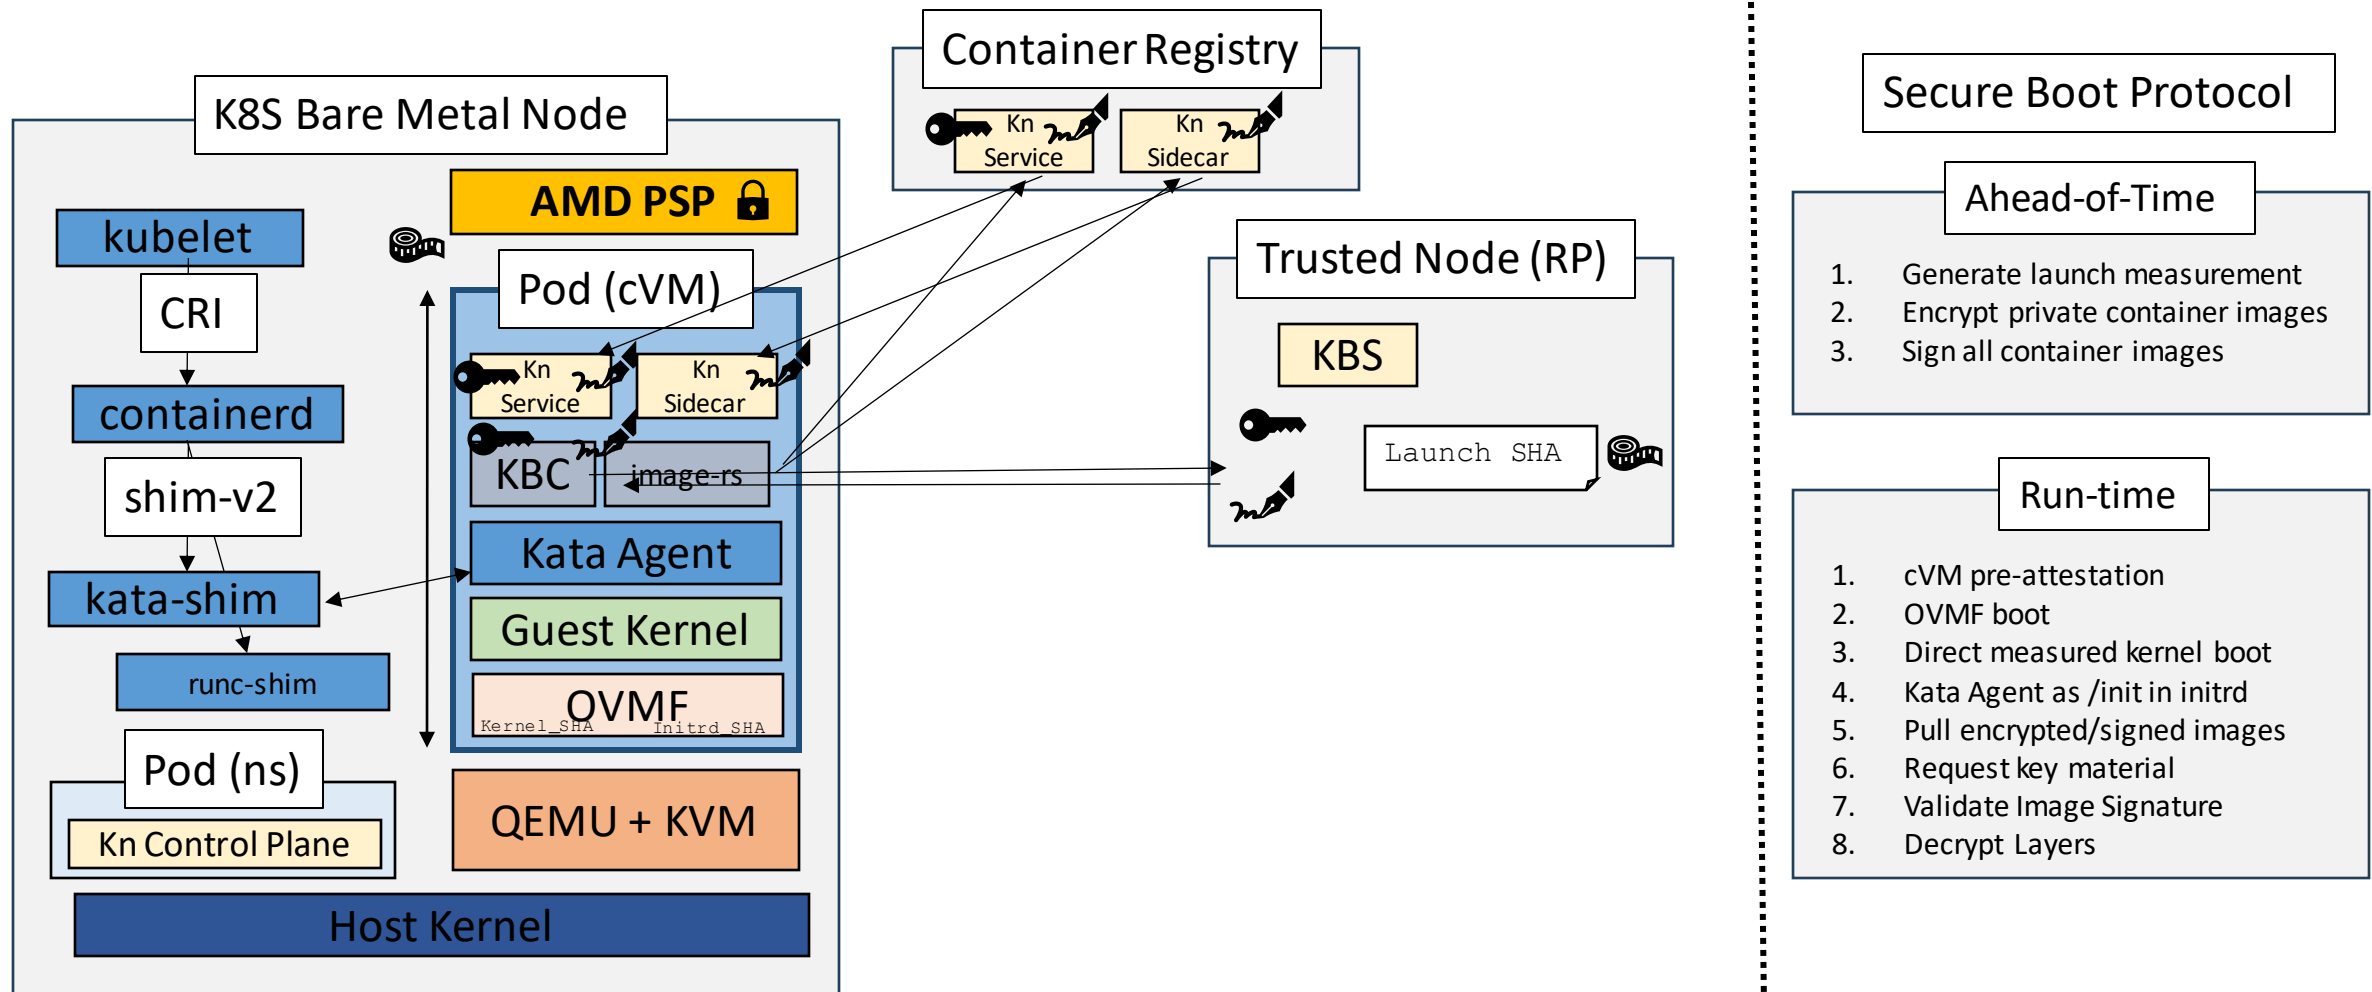 K8S Bare Metal Node
AMD PSP
kubelet
CRI
containerd
shim-v2
kata-shim
runc-shim
Pod (ns)
Kn Control Plane
Host Kernel
Pod (cVM)
Kn
Service
Kn
Sidecar
KBC
image-rs
Kata Agent
Guest Kernel
OVMF
Kernel_SHA
Initrd_SHA
QEMU + KVM
Container Registry
Kn
Service
Kn
Sidecar
Trusted Node (RP)
KBS
Launch SHA
Secure Boot Protocol
Ahead-of-Time
1. Generate launch measurement
2. Encrypt private container images
3. Sign all container images
Run-time
1. cVM pre-attestation
2. OVMF boot
3. Direct measured kernel boot
4. Kata Agent as /init in initrd
5. Pull encrypted/signed images
6. Request key material
7. Validate Image Signature
8. Decrypt Layers